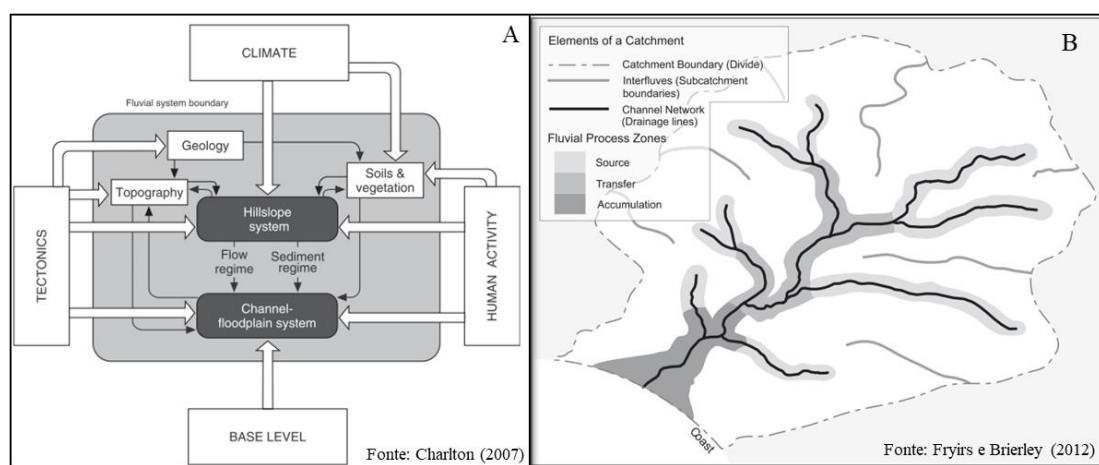 A
CLIMATE
Fluvial system boundary
Geology
Topography
Soils &
vegetation
Hillslope
system
Flow
regime
Sediment
regime
Channel-
floodplain system
TECTONICS
HUMAN ACTIVITY
BASE LEVEL
Fonte: Charlton (2007)
B
Elements of a Catchment
Catchment Boundary (Divide)
Interfluves (Subcatchment
boundaries)
Channel Network
(Drainage lines)
Fluvial Process Zones
Source
Transfer
Accumulation
Coast
Fonte: Fryirs e Brierley (2012)